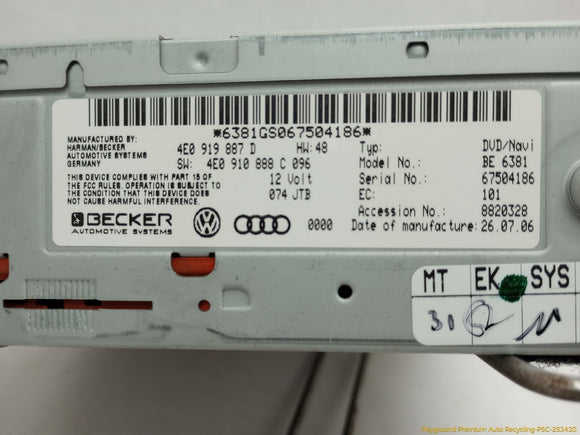 *6381GS067504186*
MANUFACTURED BY:
HARMAN/BECKER
AUTOMOTIVE SYSTEMS
GERMANY
4E0 919 887 D HW: 48
SW: 4E0 910 888 C 096
THIS DEVICE COMPLIES WITH PART 15 OF
THE FCC RULES, OPERATION IS SUBJECT TO
THE CONDITION THAT THIS DEVICE DOES
NOT CAUSE HARMFUL INTERFERENCE.
12 Volt
074 JTB
BECKER
AUTOMOTIVE SYSTEMS
0000
Typ: DVD/Navi
Model No.: BE 6381
Serial No.: 67504186
EC: 101
Accession No.: 8820328
Date of manufacture: 26.07.06
MT EK SYS
30
Playground Premium Auto Recycling-PSC-253420